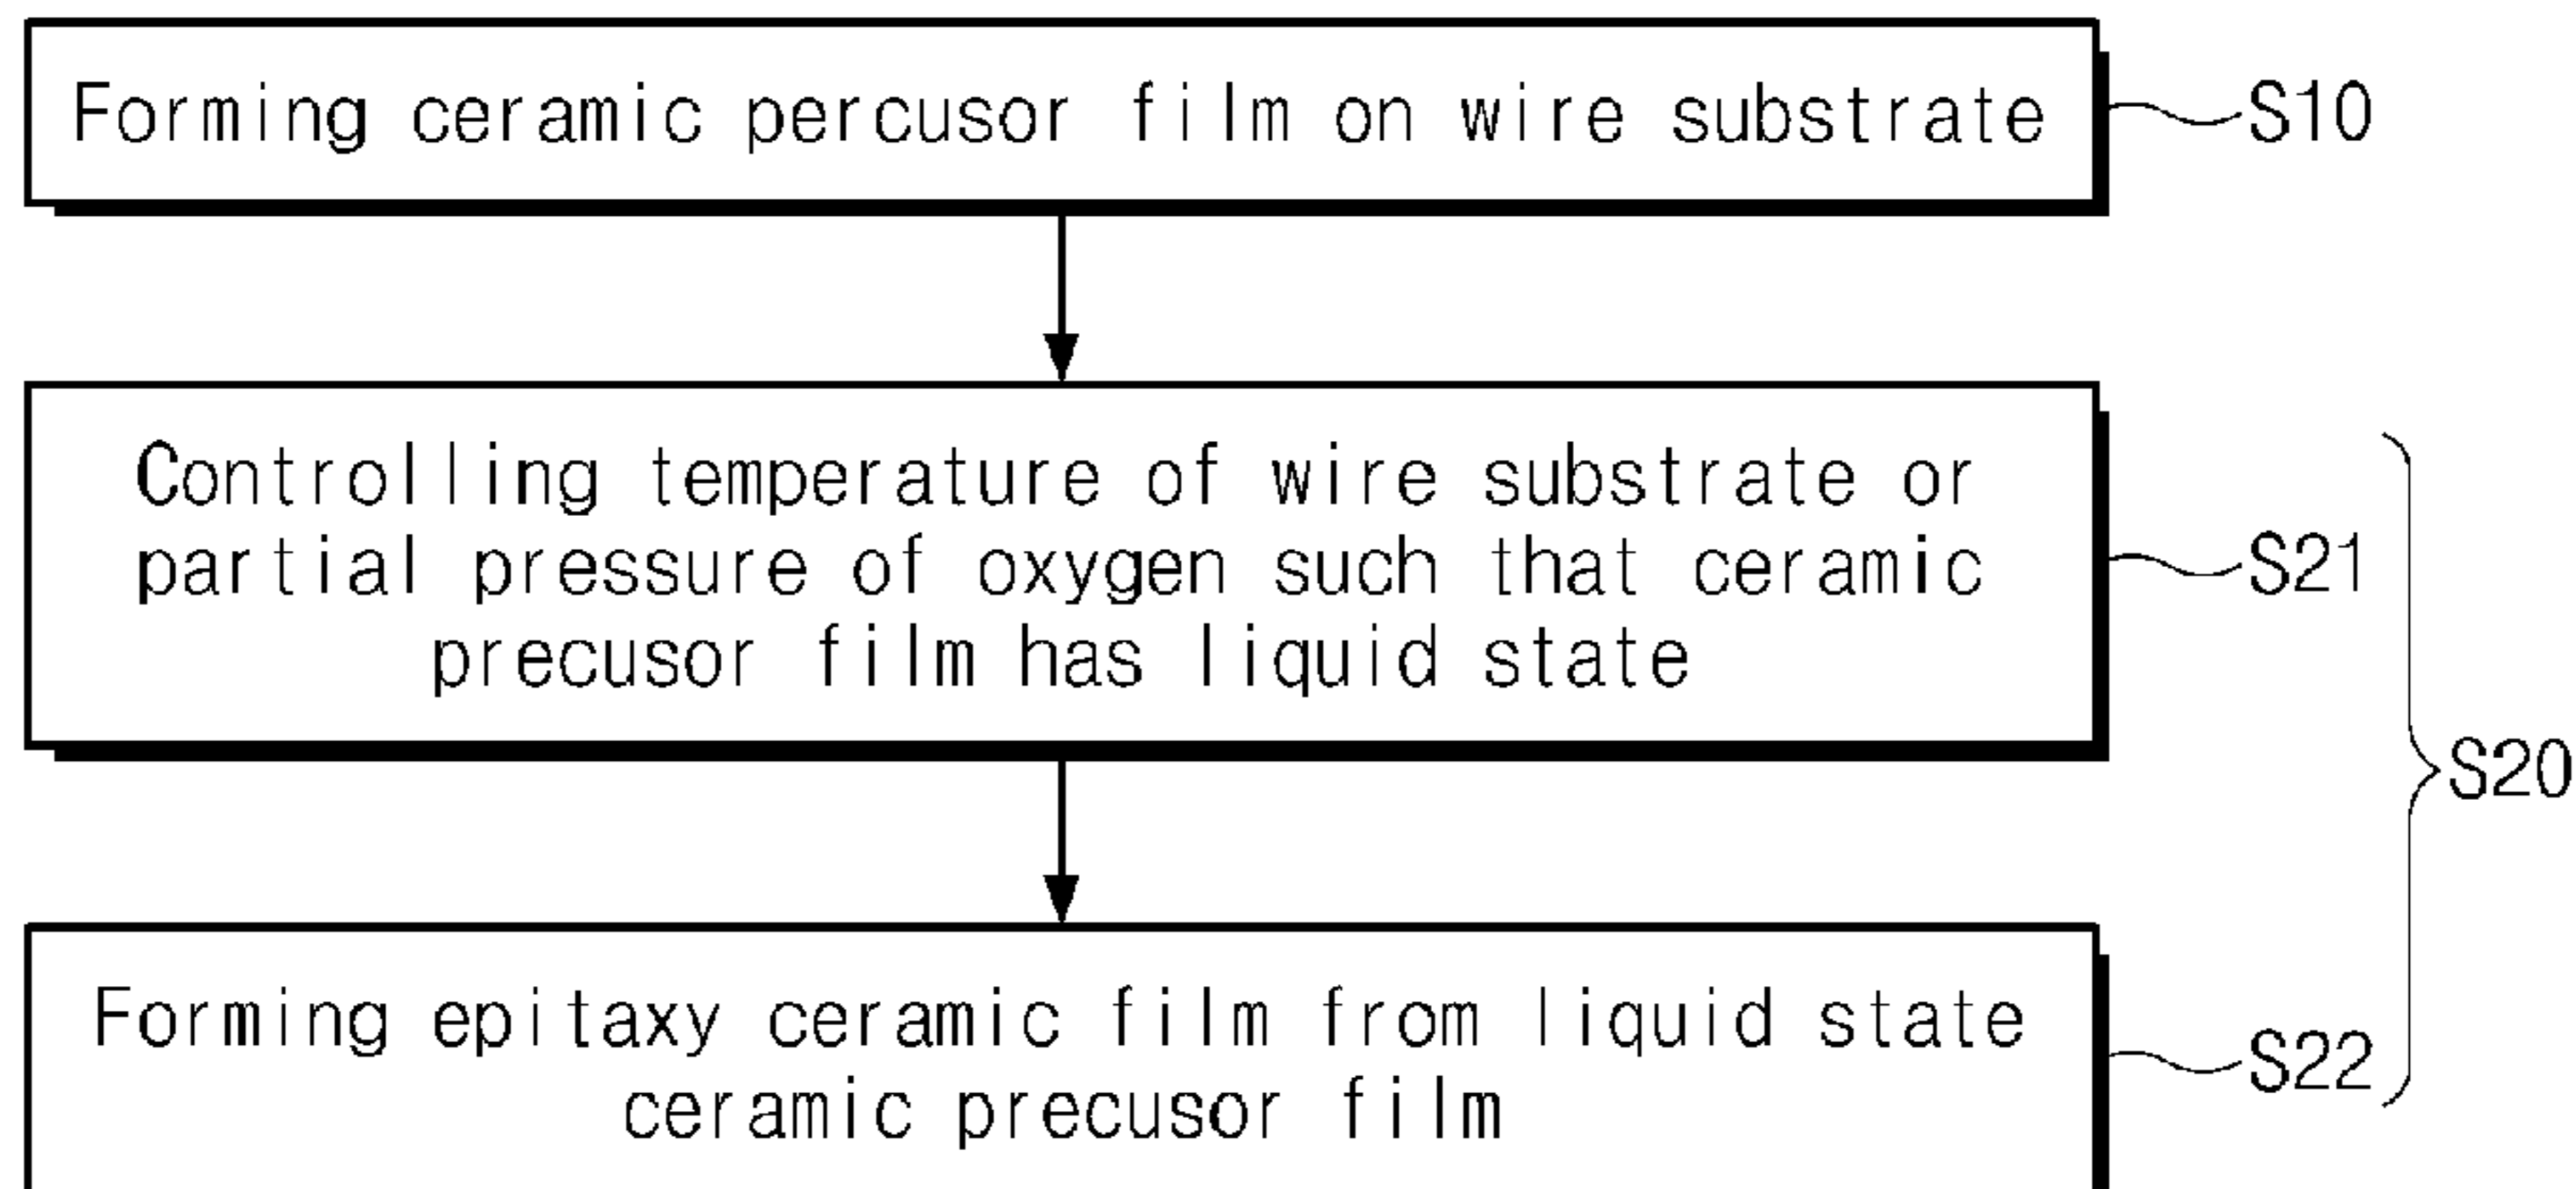 Forming ceramic percusor film on wire substrate
S10
Controlling temperature of wire substrate or
partial pressure of oxygen such that ceramic
precusor film has liquid state
S21
S20
Forming epitaxy ceramic film from liquid state
ceramic precusor film
S22